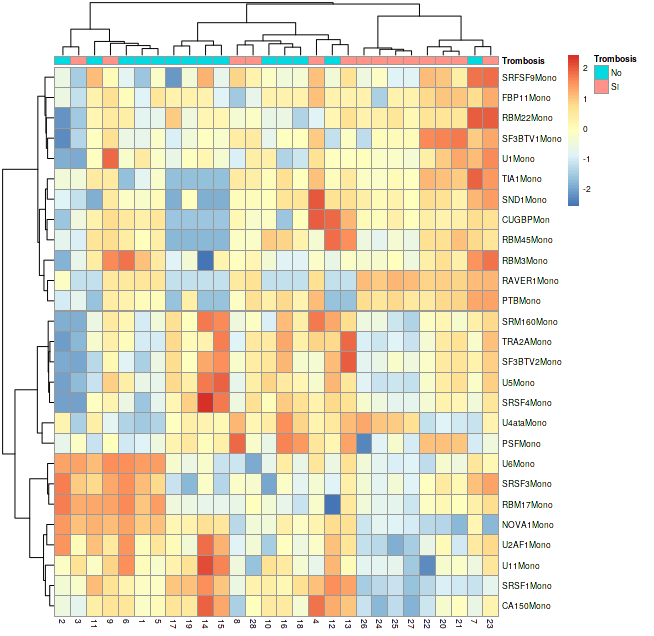 Trombosis
SRFSF9Mono
FBP11Mono
RBM22Mono
SF3BTV1Mono
U1Mono
TIA1Mono
SND1Mono
CUGBPMon
RBM45Mono
RBM3Mono
RAVER1Mono
PTBMono
SRM160Mono
TRA2AMono
SF3BTV2Mono
U5Mono
SRSF4Mono
U4ataMono
PSFMono
U6Mono
SRSF3Mono
RBM17Mono
NOVA1Mono
U2AF1Mono
U11Mono
SRSF1Mono
CA150Mono
2 3 11 9 6 1 5 17 19 14 15 8 28 10 16 18 4 12 13 26 24 25 27 22 20 21 7 23
2
1
0
-1
-2
Trombosis
No
SI